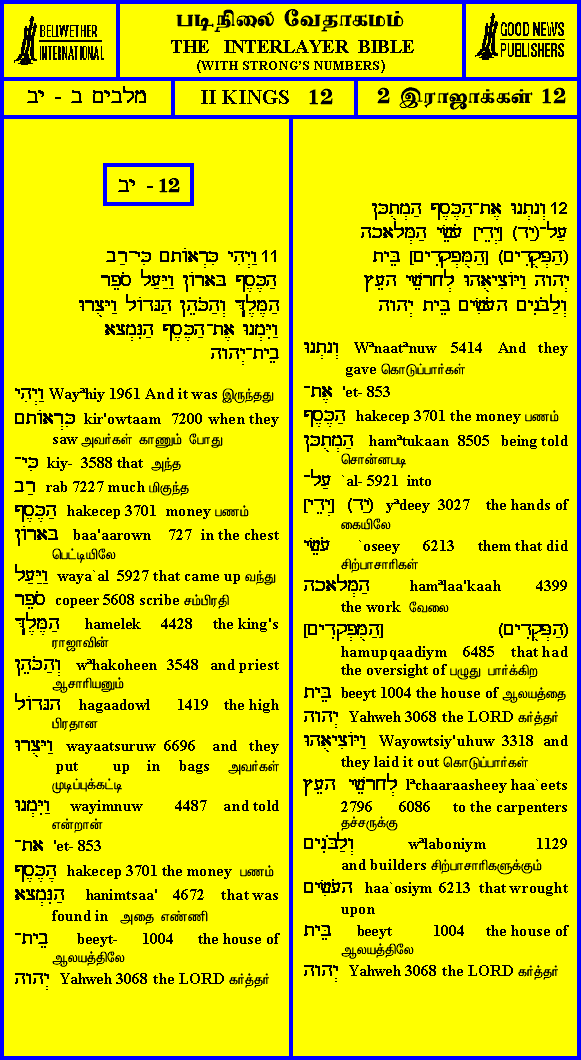 BELLWETHER
INTERNATIONAL
படிநிலை வேதாகமம்
THE INTERLAYER BIBLE
(WITH STRONG'S NUMBERS)
GOOD NEWS
PUBLISHERS
מלכים ב - יב
II KINGS 12
2 இராஜாக்கள் 12
יב - 12
11 וַיְהִי כִּרְאוֹתָם כִּי־רַב
הַכֶּסֶף בָּאָרוֹן וַיַּעַל סֹפֵר
הַמֶּלֶךְ וְהַכֹּהֵן הַגָּדוֹל וַיָּצֻרוּ
וַיִּמְנוּ אֶת־הַכֶּסֶף הַנִּמְצָא
בֵית־יְהוָה
וַיְהִי Wayᵃhiy 1961 And it was இருந்தது
כִּרְאוֹתָם kir'owtaam 7200 when they
saw அவர்கள் காணும் போது
כִּי־ kiy- 3588 that அந்த
רַב rab 7227 much மிகுந்த
הַכֶּסֶף hakecep 3701 money பணம்
בָּאָרוֹן baa'aarown 727 in the chest
பெட்டியிலே
וַיַּעַל waya`al 5927 that came up வந்து
סֹפֵר copeer 5608 scribe சம்பிரதி
הַמֶּלֶךְ hamelek 4428 the king's
ராஜாவின்
וְהַכֹּהֵן wᵃhakoheen 3548 and priest
ஆசாரியனும்
הַגָּדוֹל hagaadowl 1419 the high
பிரதான
וַיָּצֻרוּ wayaatsuruw 6696 and they
put up in bags அவர்கள்
முடிப்புக்கட்டி
וַיִּמְנוּ wayimnuw 4487 and told
என்றான்
אֶת־ 'et- 853
הַכֶּסֶף hakecep 3701 the money பணம்
הַנִּמְצָא hanimtsaa' 4672 that was
found in அதை எண்ணி
בֵית־ beeyt- 1004 the house of
ஆலயத்திலே
יְהוָה Yahweh 3068 the LORD கர்த்தர்
12 וְנָתְנוּ אֶת־הַכֶּסֶף הַמְתֻכָּן
עַל־(יד) [יְדֵי] עֹשֵׂי הַמְּלָאכָה
(הַפְּקֻדִים) [הַמֻּפְקָדִים] בֵּית
יְהוָה וַיּוֹצִיאֻהוּ לְחָרָשֵׁי הָעֵץ
וְלַבֹּנִים הָעֹשִׂים בֵּית יְהוָה
וְנָתְנוּ Wᵃnaatᵃnuw 5414 And they
gave கொடுப்பார்கள்
אֶת־ 'et- 853
הַכֶּסֶף hakecep 3701 the money பணம்
הַמְתֻכָּן hamᵃtukaan 8505 being told
சொன்னபடி
עַל־ `al- 5921 into
[יְדֵי] (יד) yᵃdeey 3027 the hands of
கையிலே
עֹשֵׂי `oseey 6213 them that did
சிற்பாசாரிகள்
הַמְּלָאכָה hamᵃlaa'kaah 4399
the work வேலை
[הַמֻּפְקָדִים] (הַפְּקֻדִים)
hamupqaadiym 6485 that had
the oversight of பழுது பார்க்கிற
בֵּית beeyt 1004 the house of ஆலயத்தை
יְהוָה Yahweh 3068 the LORD கர்த்தர்
וַיּוֹצִיאֻהוּ Wayowtsiy'uhuw 3318 and
they laid it out கொடுப்பார்கள்
לְחָרָשֵׁי הָעֵץ lᵃchaaraasheey haa`eets
2796 6086 to the carpenters
தச்சருக்கு
וְלַבֹּנִים wᵃlaboniym 1129
and builders சிற்பாசாரிகளுக்கும்
הָעֹשִׂים haa`osiym 6213 that wrought
upon
בֵּית beeyt 1004 the house of
ஆலயத்திலே
יְהוָה Yahweh 3068 the LORD கர்த்தர்